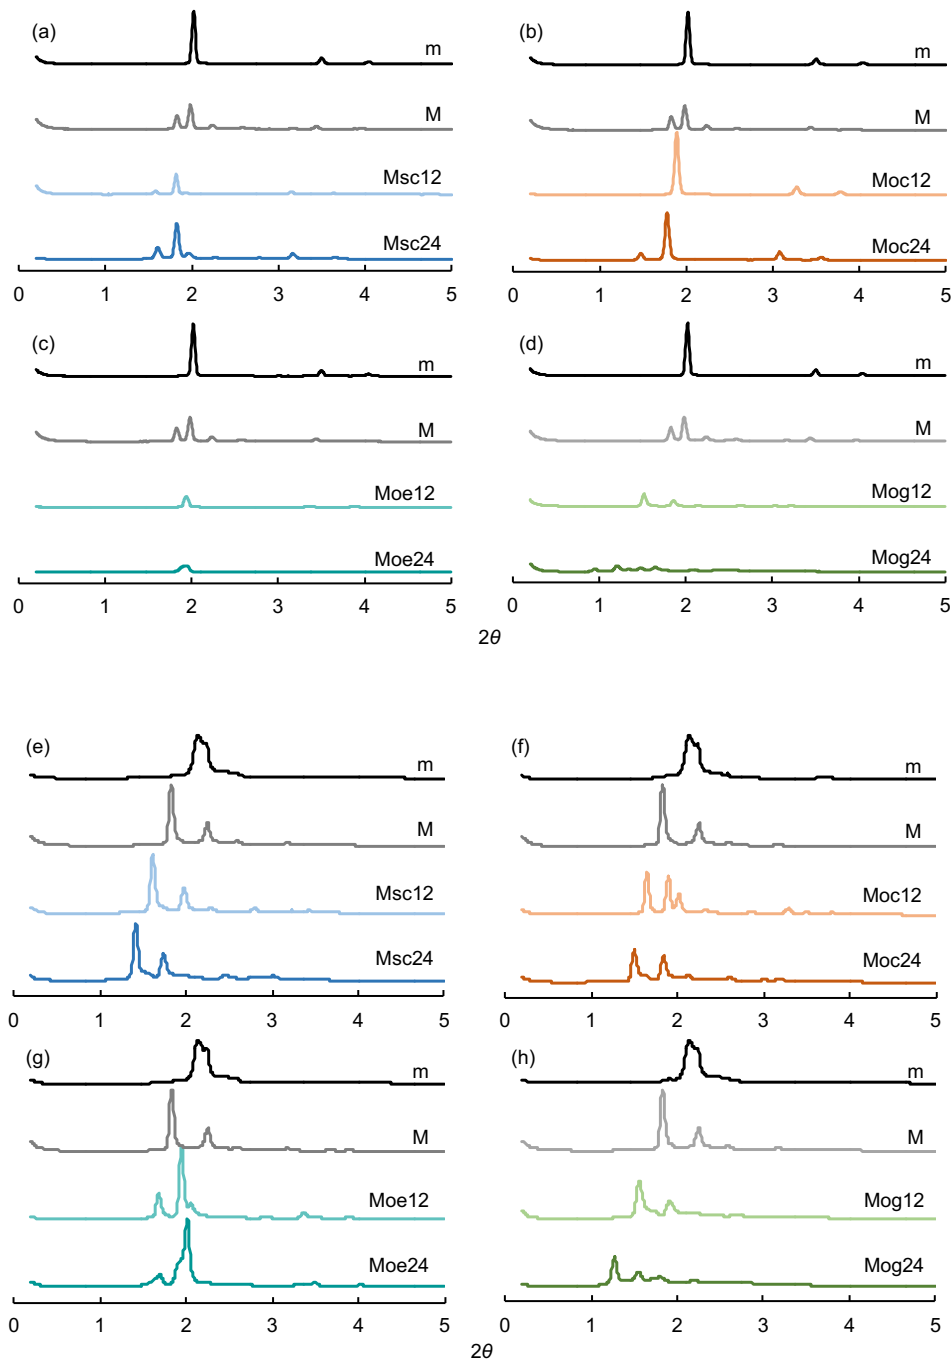 (a) (b)
m m
M M
Msc12 Moc12
Msc24 Moc24
0 1 2 3 4 5 0 1 2 3 4 5
(c) (d)
m m
M M
Moe12 Mog12
Moe24 Mog24
0 1 2 3 4 5 0 1 2 3 4 5
2θ
(e) (f)
m m
M M
Msc12 Moc12
Msc24 Moc24
0 1 2 3 4 5 0 1 2 3 4 5
(g) (h)
m m
M M
Moe12 Mog12
Moe24 Mog24
0 1 2 3 4 5 0 1 2 3 4 5
2θ